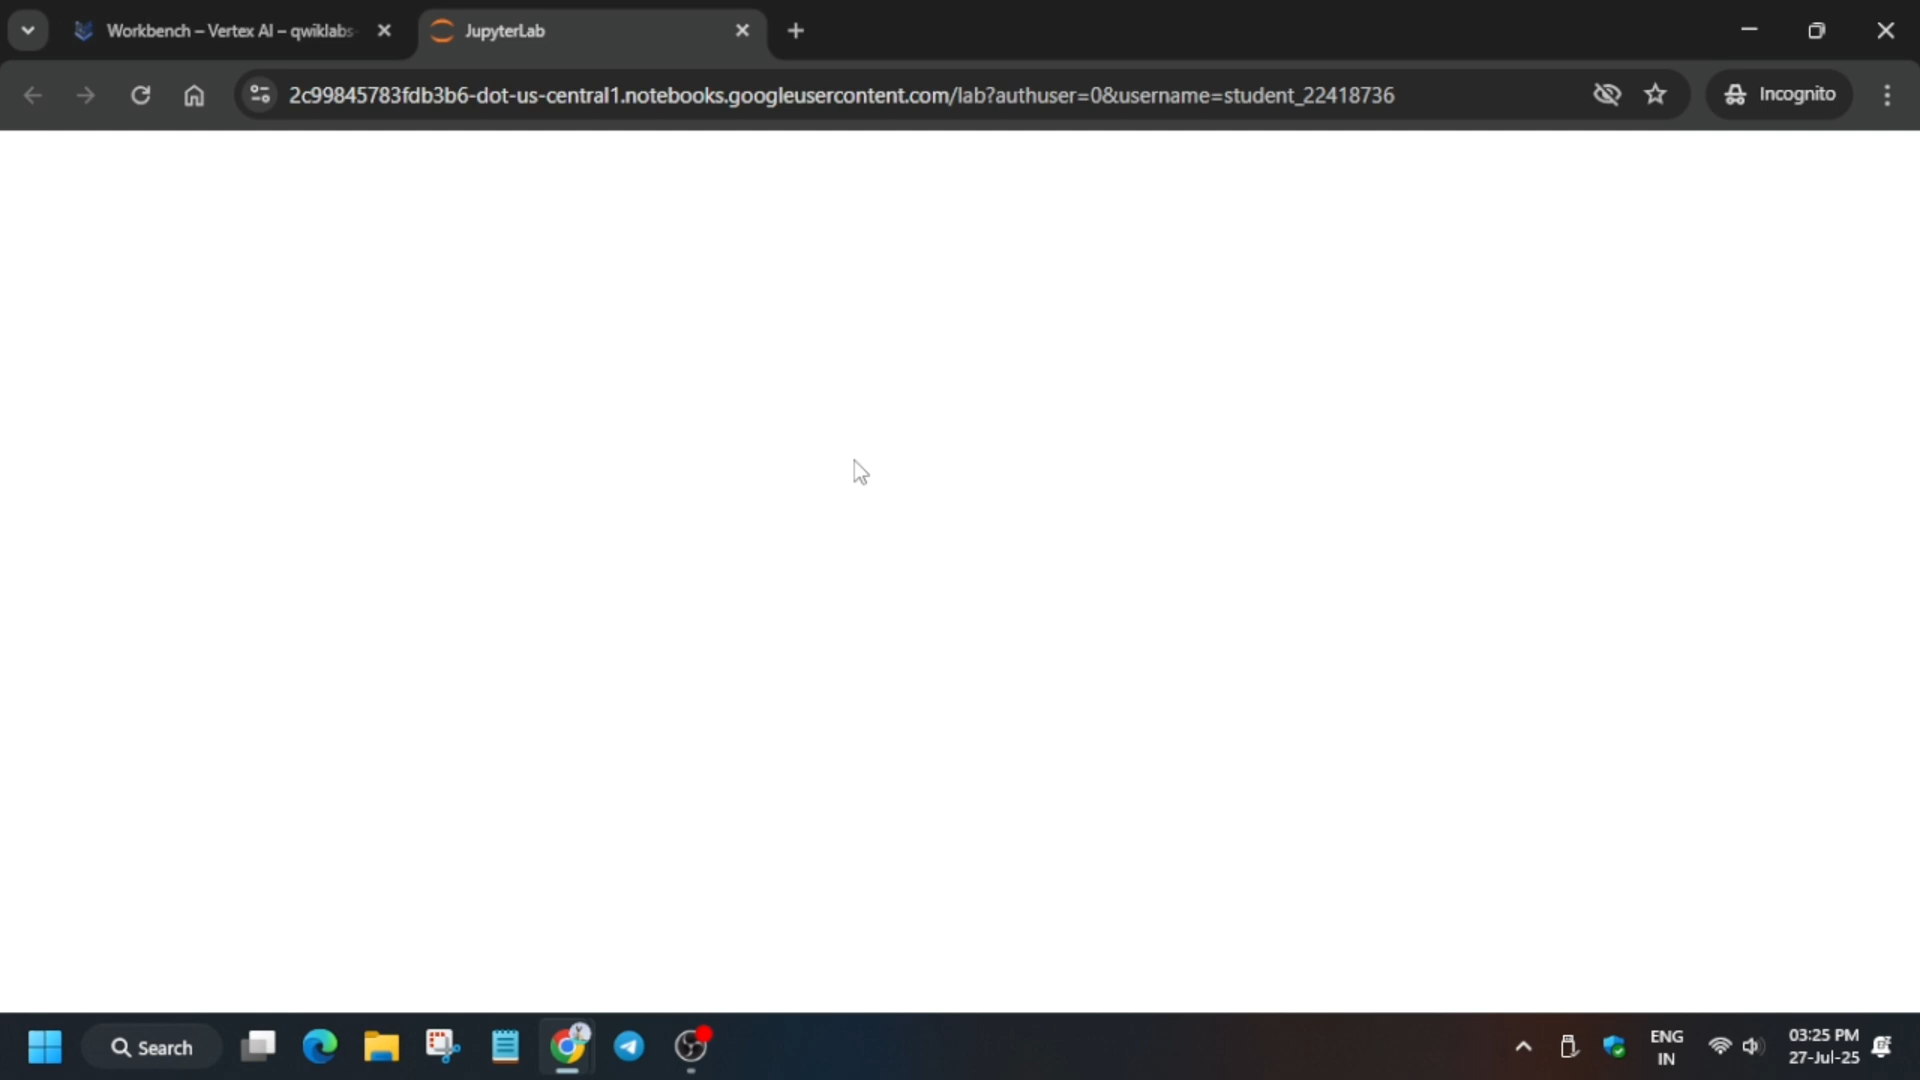 Workbench – Vertex AI – qwiklabs-
JupyterLab
2c99845783fdb3b6-dot-us-central1.notebooks.googleusercontent.com/lab?authuser=0&username=student_22418736
Incognito
Search
ENG
IN
03:25 PM
27-Jul-25